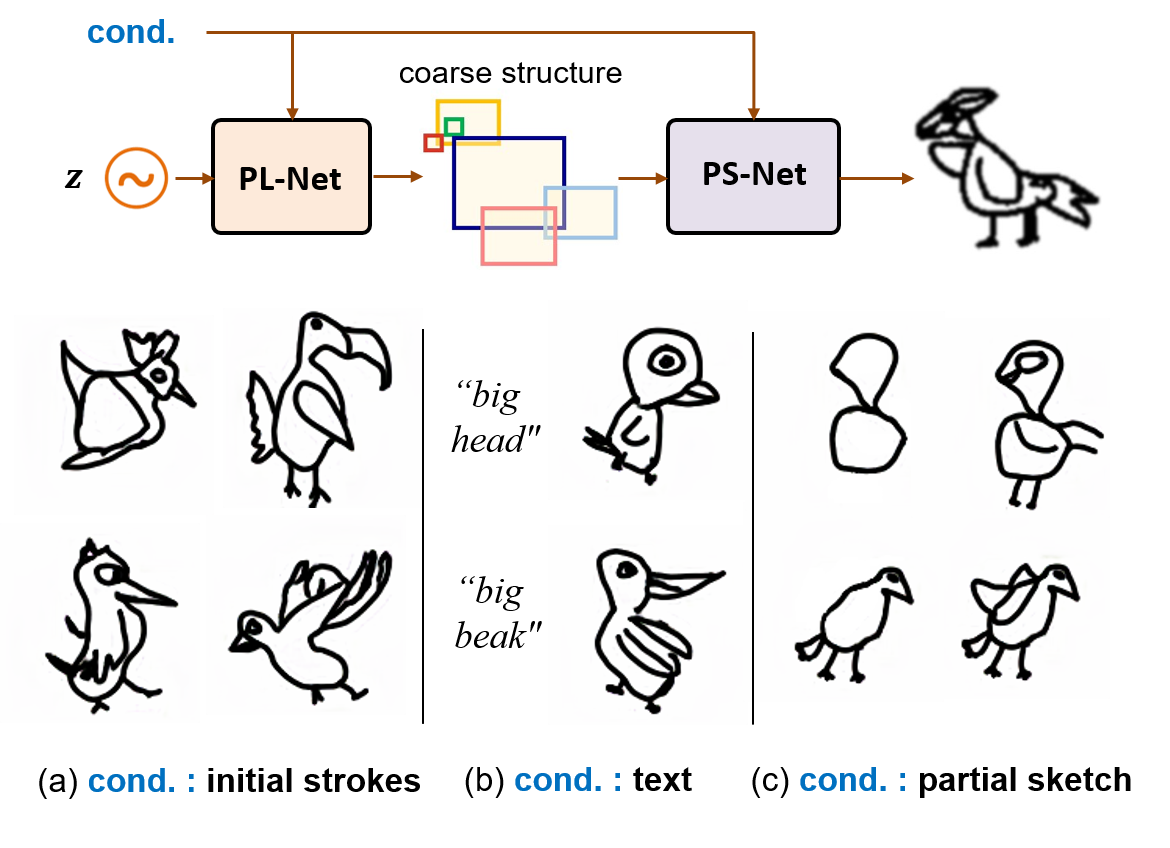 cond.
coarse structure
z
PL-Net
PS-Net
“big
head"
“big
beak"
(a) cond. : initial strokes
(b) cond. : text
(c) cond. : partial sketch